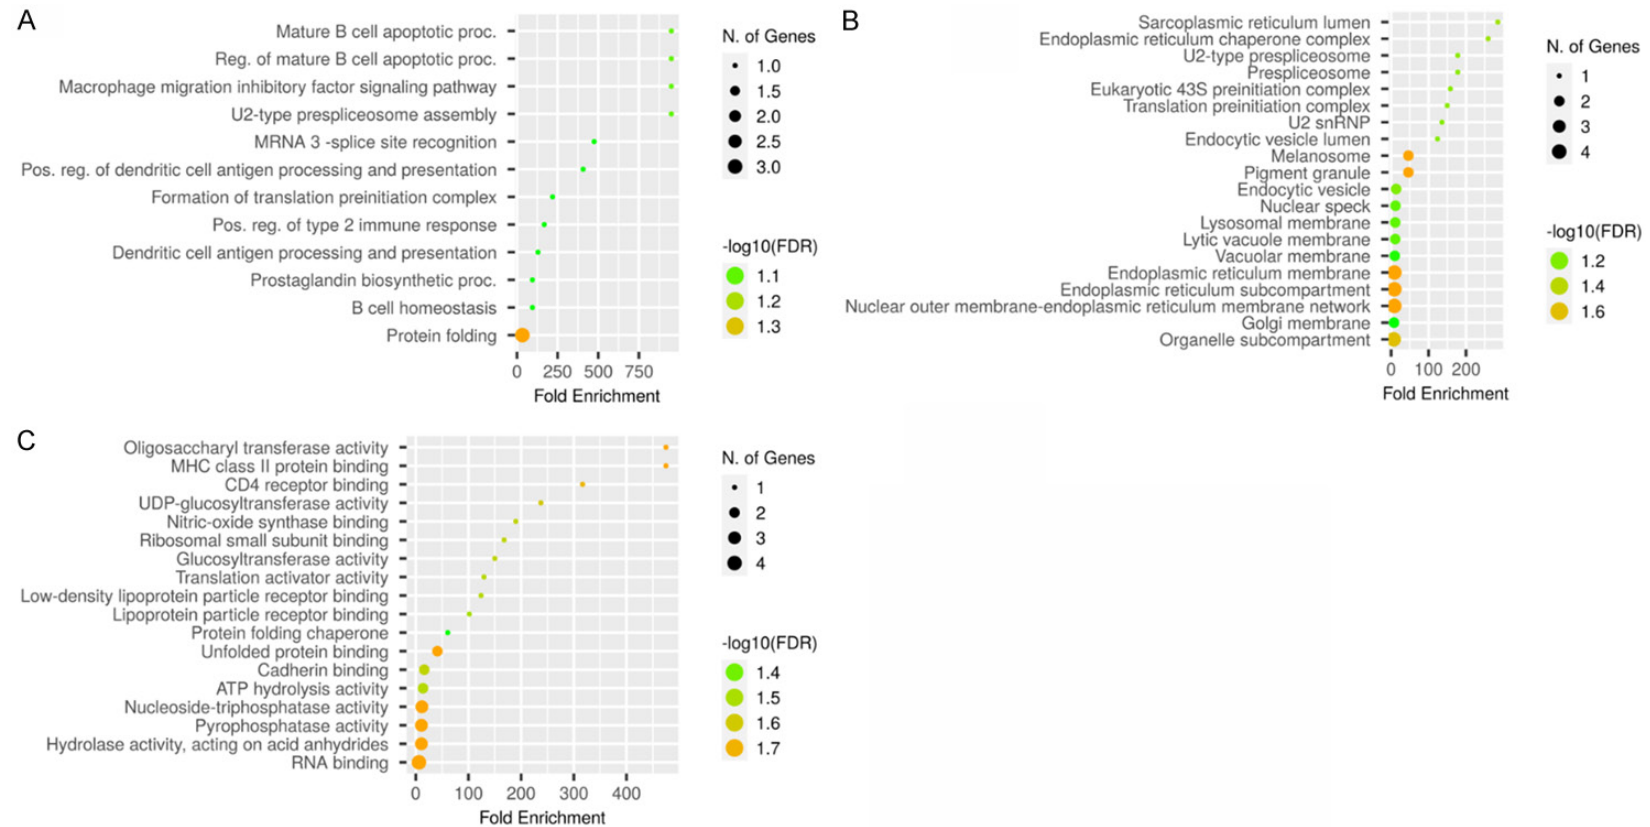 A
Mature B cell apoptotic proc.
Reg. of mature B cell apoptotic proc.
Macrophage migration inhibitory factor signaling pathway
U2-type prespliceosome assembly
MRNA 3 -splice site recognition
Pos. reg. of dendritic cell antigen processing and presentation
Formation of translation preinitiation complex
Pos. reg. of type 2 immune response
Dendritic cell antigen processing and presentation
Prostaglandin biosynthetic proc.
B cell homeostasis
Protein folding
0 250 500 750
Fold Enrichment
N. of Genes
1.0
1.5
2.0
2.5
3.0
-log10(FDR)
1.1
1.2
1.3
B
Sarcoplasmic reticulum lumen
Endoplasmic reticulum chaperone complex
U2-type prespliceosome
Prespliceosome
Eukaryotic 43S preinitiation complex
Translation preinitiation complex
U2 snRNP
Endocytic vesicle lumen
Melanosome
Pigment granule
Endocytic vesicle
Nuclear speck
Lysosomal membrane
Lytic vacuole membrane
Vacuolar membrane
Endoplasmic reticulum membrane
Endoplasmic reticulum subcompartment
Nuclear outer membrane-endoplasmic reticulum membrane network
Golgi membrane
Organelle subcompartment
0 100 200
Fold Enrichment
N. of Genes
1
2
3
4
-log10(FDR)
1.2
1.4
1.6
C
Oligosaccharyl transferase activity
MHC class II protein binding
CD4 receptor binding
UDP-glucosyltransferase activity
Nitric-oxide synthase binding
Ribosomal small subunit binding
Glucosyltransferase activity
Translation activator activity
Low-density lipoprotein particle receptor binding
Lipoprotein particle receptor binding
Protein folding chaperone
Unfolded protein binding
Cadherin binding
ATP hydrolysis activity
Nucleoside-triphosphatase activity
Pyrophosphatase activity
Hydrolase activity, acting on acid anhydrides
RNA binding
0 100 200 300 400
Fold Enrichment
N. of Genes
1
2
3
4
-log10(FDR)
1.4
1.5
1.6
1.7